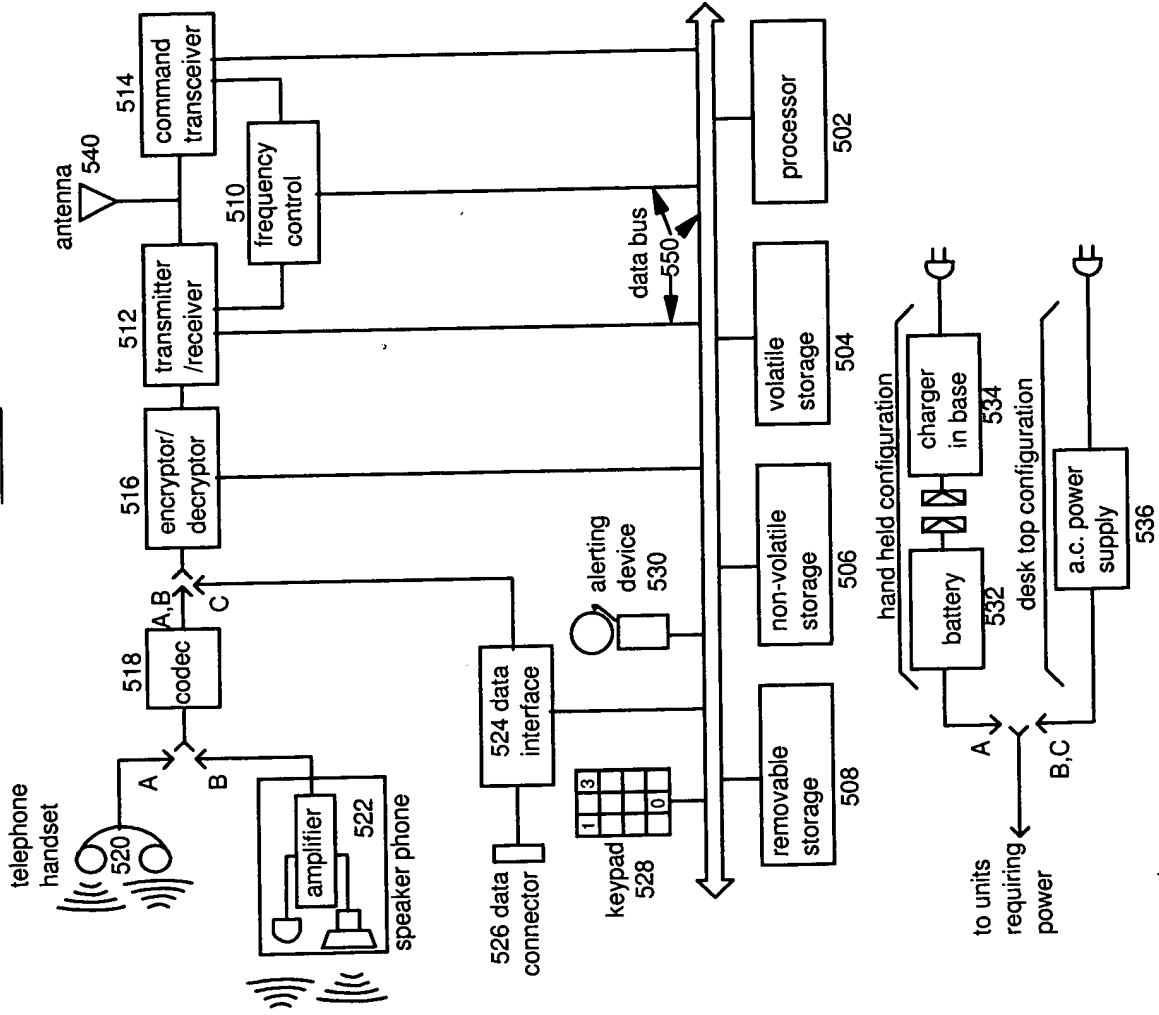 antenna
540
514
command
transceiver
512
transmitter
/receiver
510
frequency
control
516
encryptor/
decryptor
518
codec
A,B
C
telephone
handset
520
A
B
amplifier
522
speaker phone
526 data
connector
524 data
interface
keypad
528
1
3
0
alerting
device
530
data bus
550
removable
storage
508
non-volatile
storage
506
volatile
storage
504
processor
502
to units
requiring
power
A
B,C
hand held configuration
battery
532
charger
in base
534
desk top configuration
a.c. power
supply
536